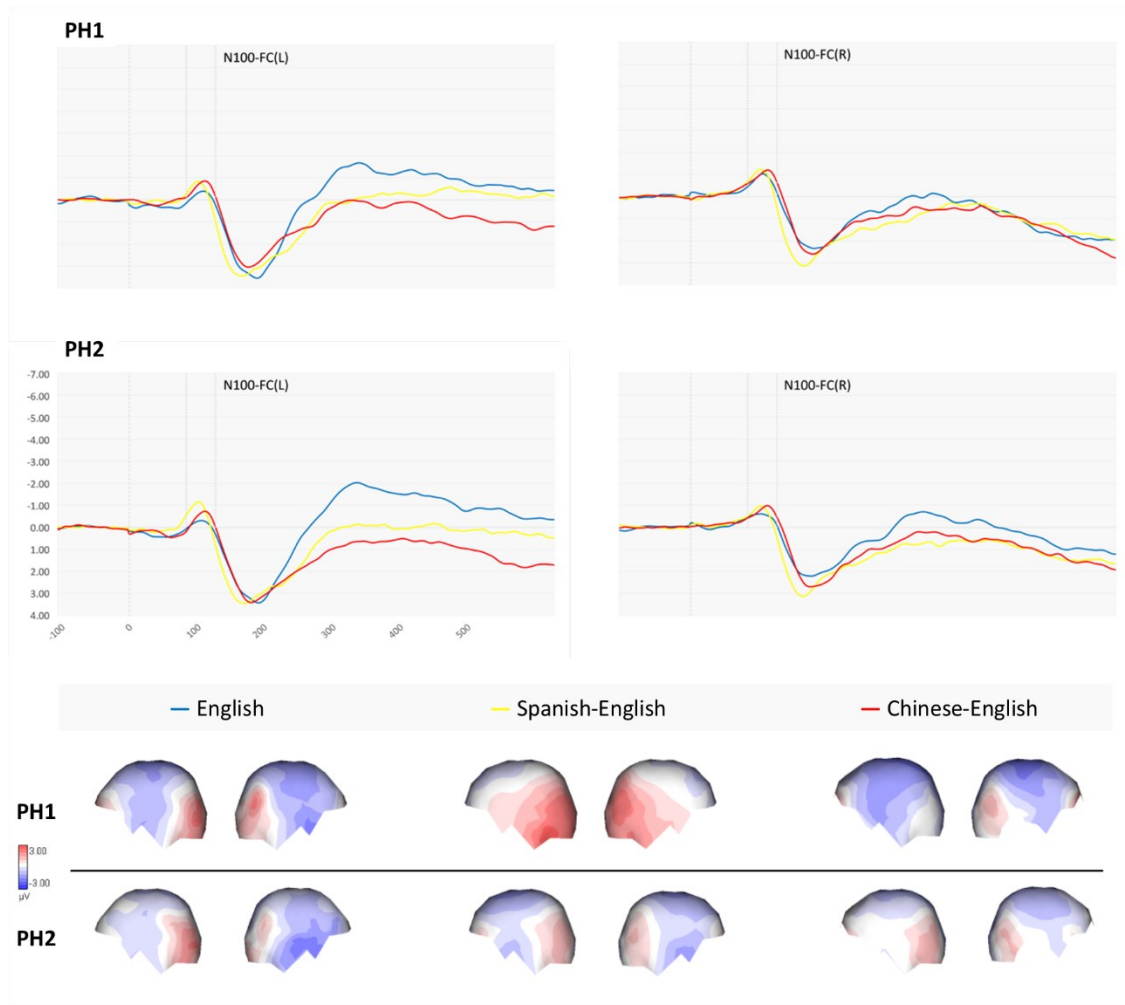 PH1
N100-FC(L)
N100-FC(R)
PH2
-7.00
N100-FC(L)
N100-FC(R)
-6.00
-5.00
-4.00
-3.00
-2.00
-1.00
0.00
1.00
2.00
3.00
4.00
-100 0 100 200 300 400 500
English Spanish-English Chinese-English
PH1
3.00
-3.00
µV
PH2